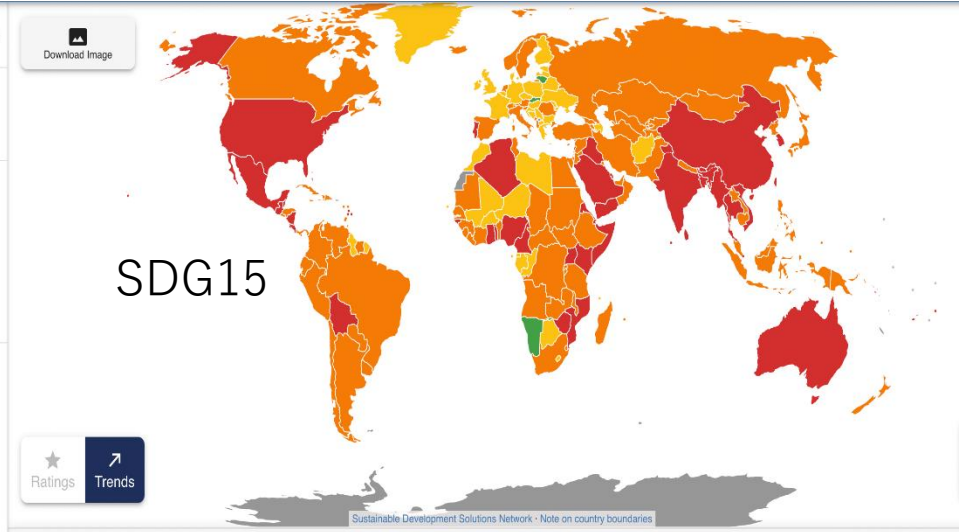 Download Image
SDG15
Ratings
Trends
Sustainable Development Solutions Network · Note on country boundaries